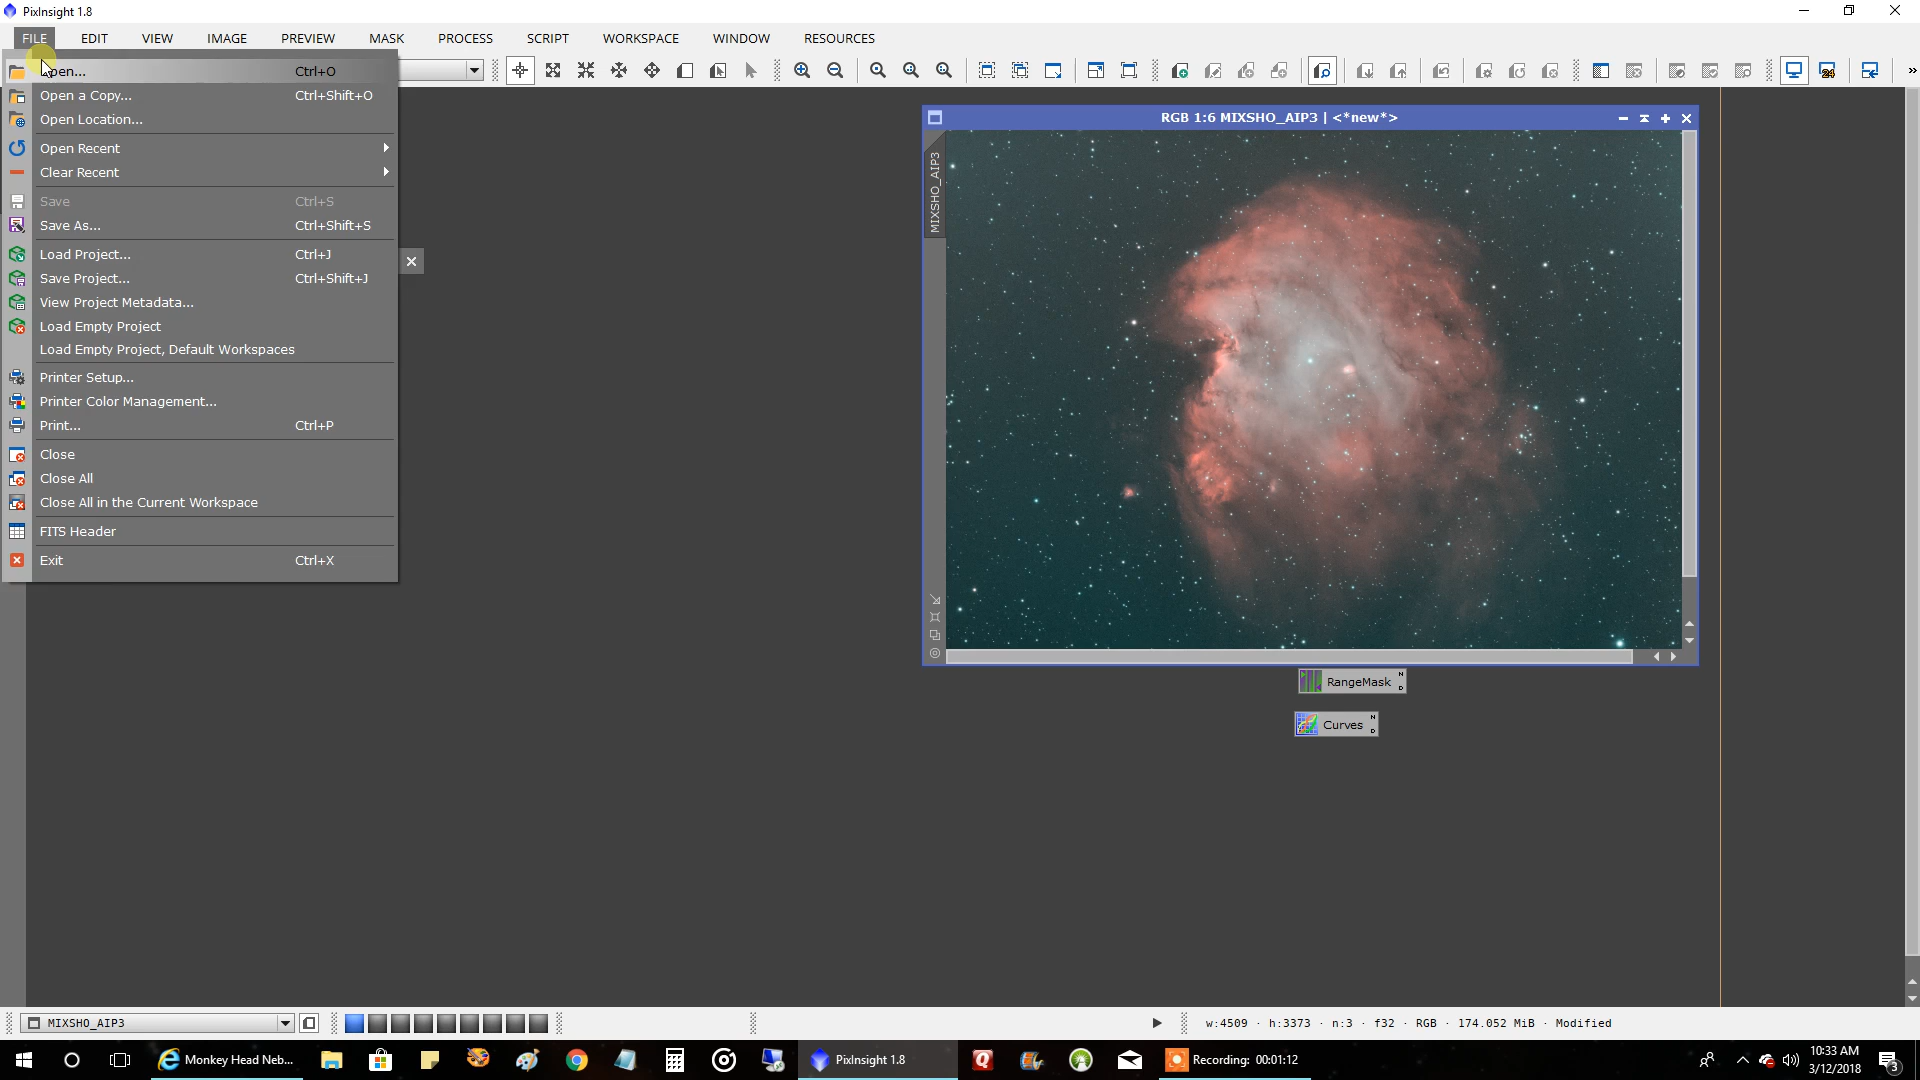 PixInsight 1.8
FILE EDIT VIEW IMAGE PREVIEW MASK PROCESS SCRIPT WORKSPACE WINDOW RESOURCES
pen... Ctrl+O
Open a Copy... Ctrl+Shift+O
Open Location...
Open Recent
Clear Recent
Save Ctrl+S
Save As... Ctrl+Shift+S
Load Project... Ctrl+J
Save Project... Ctrl+Shift+J
View Project Metadata...
Load Empty Project
Load Empty Project, Default Workspaces
Printer Setup...
Printer Color Management...
Print... Ctrl+P
Close
Close All
Close All in the Current Workspace
FITS Header
Exit Ctrl+X
24
RGB 1:6 MIXSHO_AIP3 | <*new*>
MIXSHO_AIP3
RangeMask N D
Curves N D
MIXSHO_AIP3
w:4509 · h:3373 · n:3 · f32 · RGB · 174.052 MiB · Modified
Monkey Head Neb...
PixInsight 1.8
Q
Recording: 00:01:12
10:33 AM
3/12/2018
3